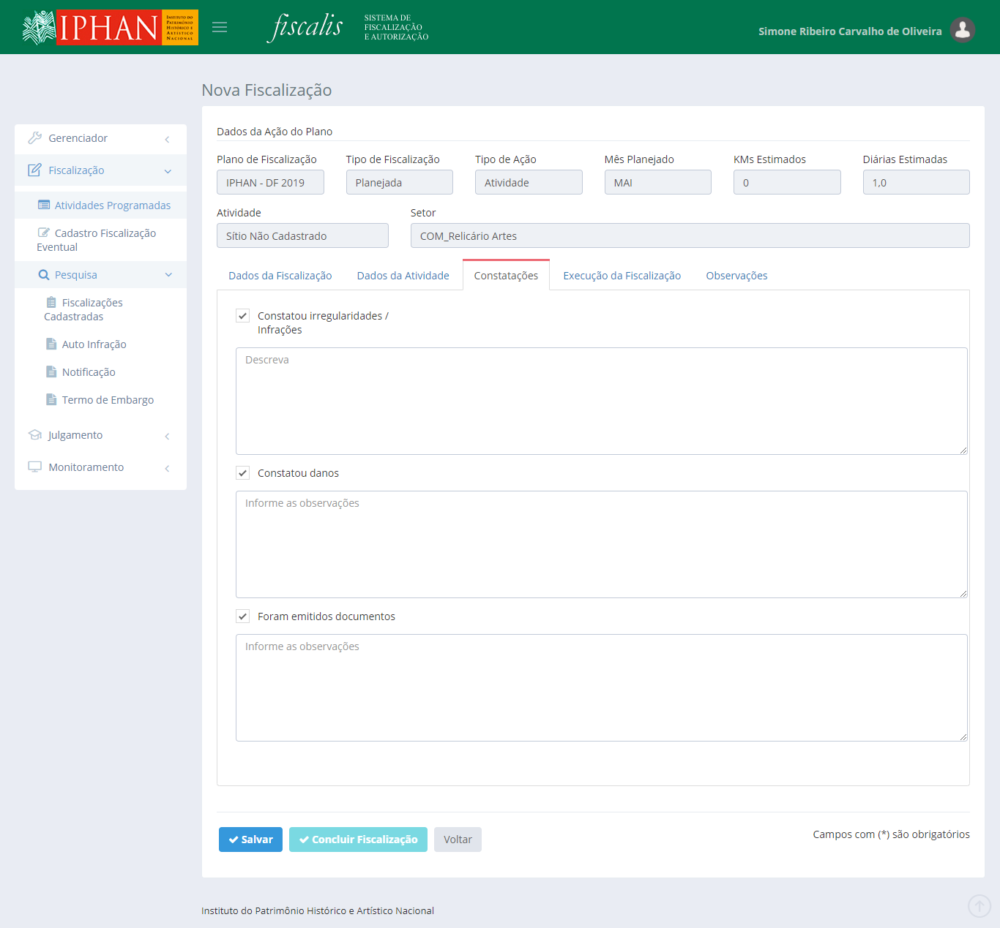 IPHAN
INSTITUTO DO
PATRIMÔNIO
HISTÓRICO E
ARTÍSTICO
NACIONAL
fiscalis
SISTEMA DE
FISCALIZAÇÃO
E AUTORIZAÇÃO
Simone Ribeiro Carvalho de Oliveira
Nova Fiscalização
Gerenciador
Fiscalização
Atividades Programadas
Cadastro Fiscalização
Eventual
Pesquisa
Fiscalizações
Cadastradas
Auto Infração
Notificação
Termo de Embargo
Julgamento
Monitoramento
Dados da Ação do Plano
Plano de Fiscalização Tipo de Fiscalização Tipo de Ação Mês Planejado KMs Estimados Diárias Estimadas
IPHAN - DF 2019 Planejada Atividade MAI 0 1,0
Atividade Setor
Sítio Não Cadastrado COM_Relicário Artes
Dados da Fiscalização Dados da Atividade Constatações Execução da Fiscalização Observações
Constatou irregularidades /
Infrações
Descreva
Constatou danos
Informe as observações
Foram emitidos documentos
Informe as observações
Salvar Concluir Fiscalização Voltar Campos com (*) são obrigatórios
Instituto do Patrimônio Histórico e Artístico Nacional